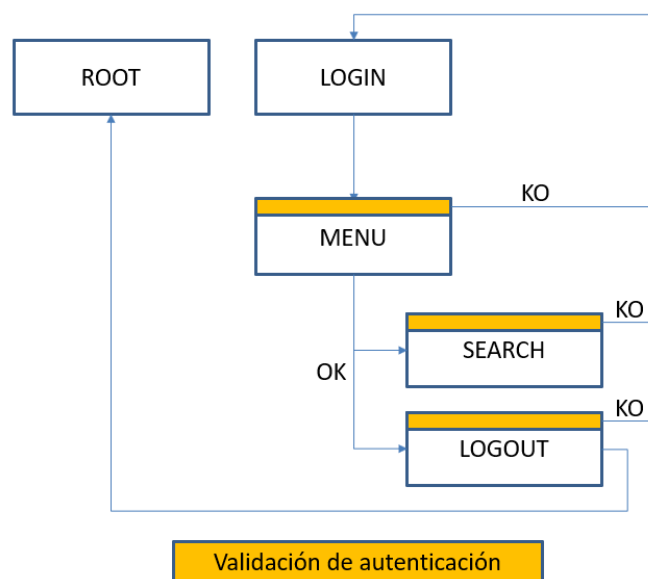 ROOT
LOGIN
KO
MENU
KO
SEARCH
OK
KO
LOGOUT
Validación de autenticación